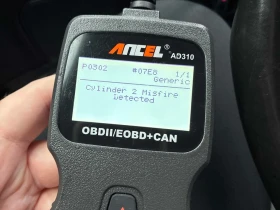 ANCEL
AD310
P0302 #07E8 1/1
Generic
Cylinder 2 Misfire
Detected
OBDII/EOBD+CAN